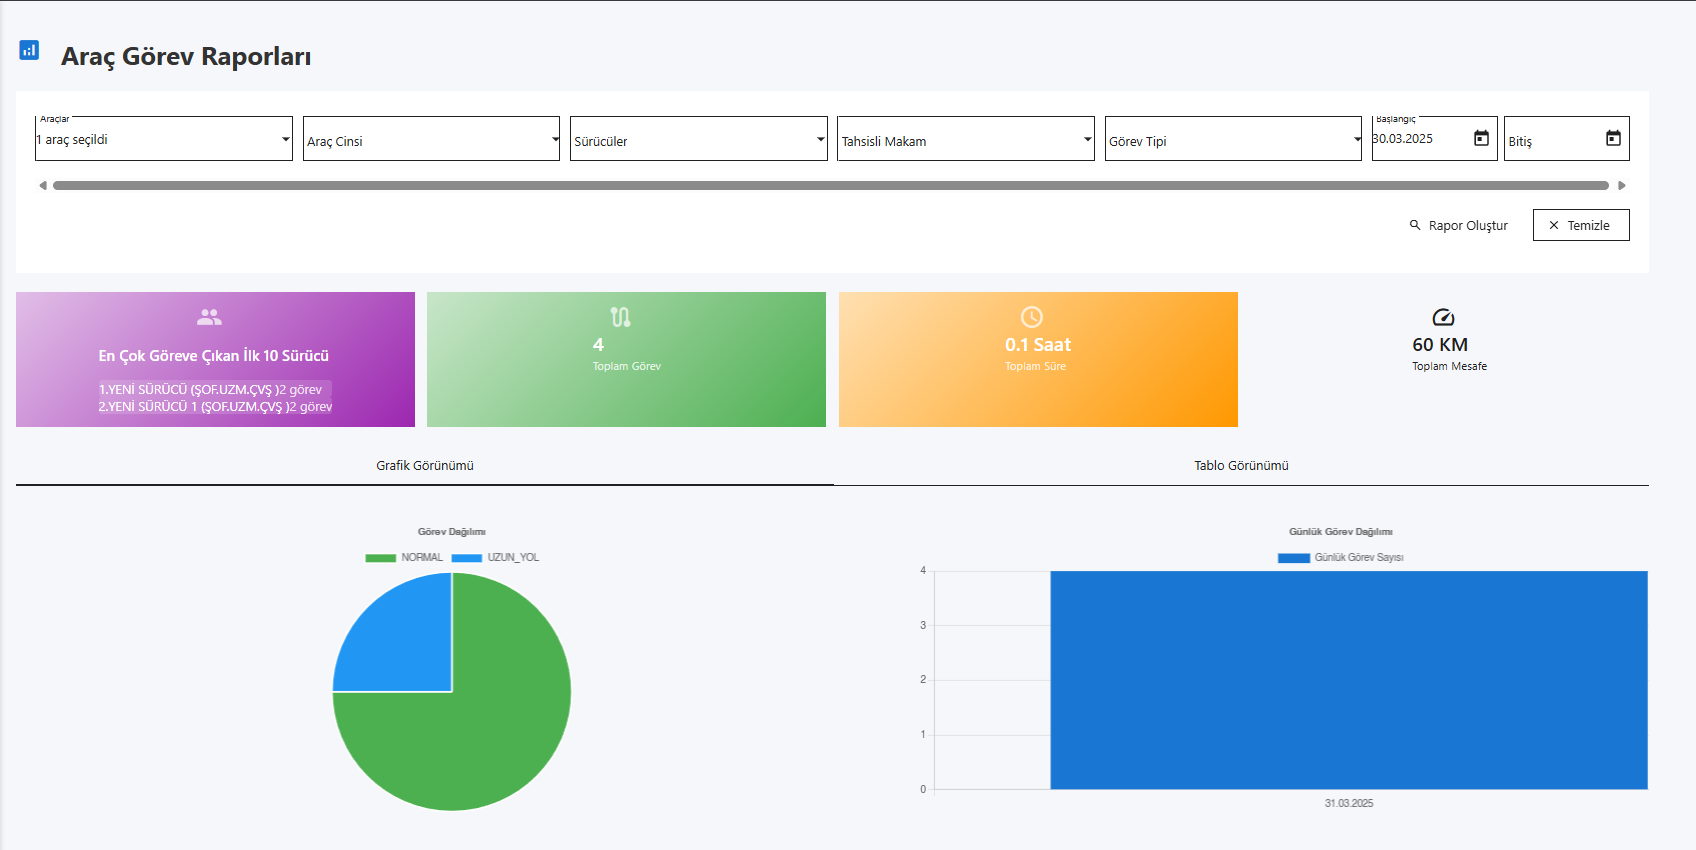 Araç Görev Raporları
Araçlar
1 araç seçildi
Araç Cinsi
Sürücüler
Tahsisli Makam
Görev Tipi
Başlangıç
30.03.2025
Bitiş
Rapor Oluştur
Temizle
En Çok Göreve Çıkan İlk 10 Sürücü
1.YENİ SÜRÜCÜ (ŞOF.UZM.ÇVŞ )2 görev
2.YENİ SÜRÜCÜ 1 (ŞOF.UZM.ÇVŞ )2 görev
4
Toplam Görev
0.1 Saat
Toplam Süre
60 KM
Toplam Mesafe
Grafik Görünümü
Tablo Görünümü
Görev Dağılımı
NORMAL UZUN_YOL
Günlük Görev Dağılımı
Günlük Görev Sayısı
4
3
2
1
0
31.03.2025